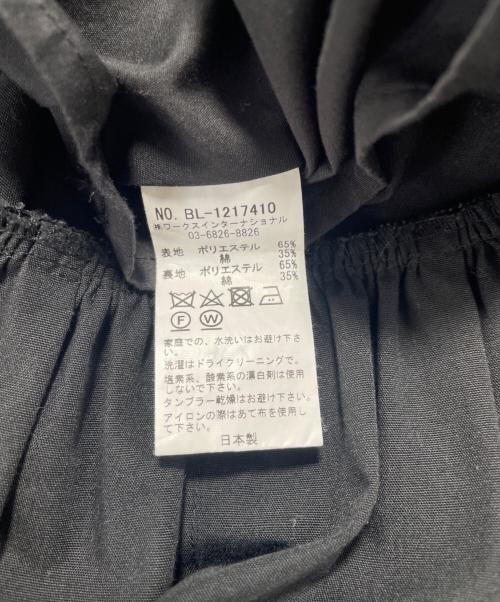 NO. BL-1217410
㈱ワークスインターナショナル
03-6826-8826
表地 ポリエステル 65%
綿 35%
裏地 ポリエステル 65%
綿 35%
F W
家庭での、水洗いはお避け下さ
い。
洗濯はドライクリーニングで。
塩素系、酸素系の漂白剤は使用
しないで下さい。
タンブラー乾燥はお避け下さい。
アイロンの際はあて布を使用し
て下さい。
日本製